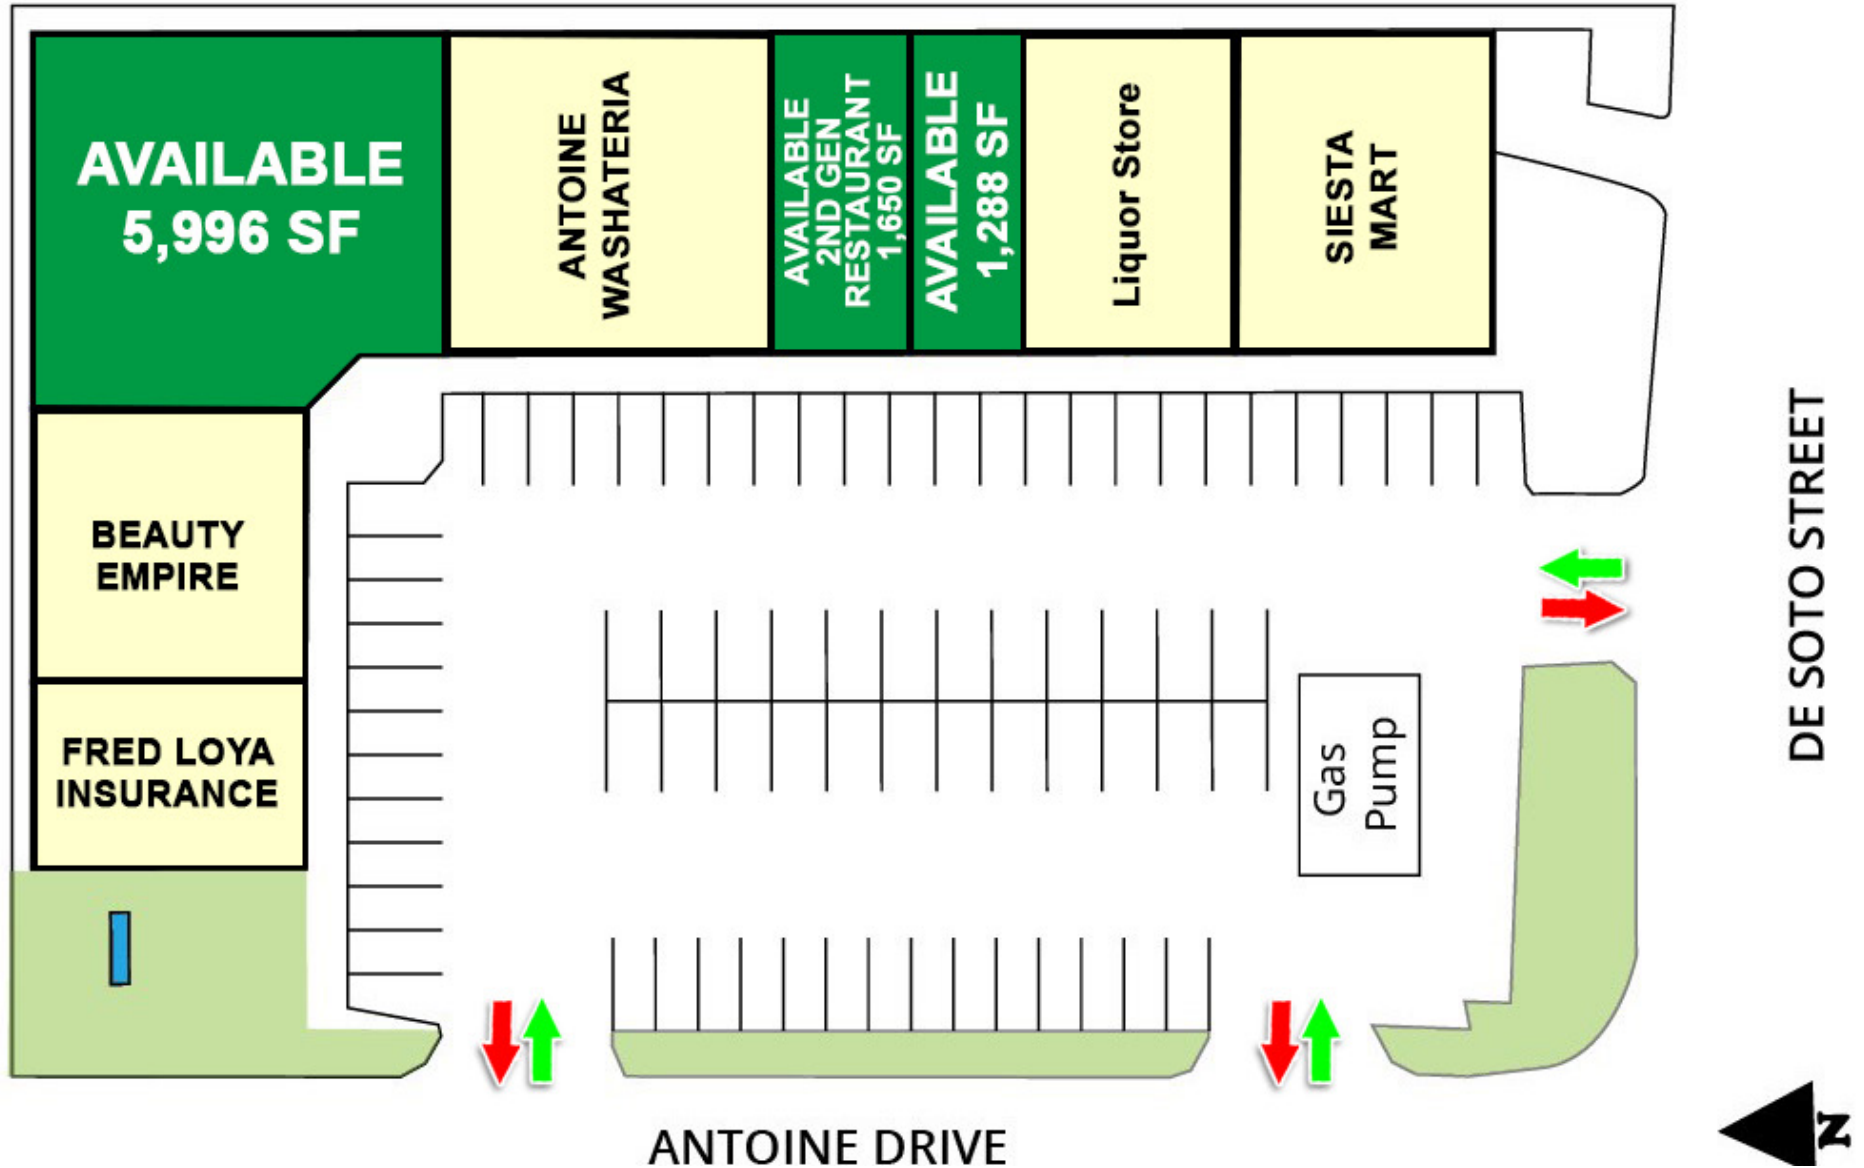 AVAILABLE
5,996 SF
ANTOINE
WASHATERIA
AVAILABLE
2ND GEN
RESTAURANT
1,650 SF
AVAILABLE
1,288 SF
Liquor Store
SIESTA
MART
BEAUTY
EMPIRE
FRED LOYA
INSURANCE
Gas
Pump
DE SOTO STREET
ANTOINE DRIVE
N